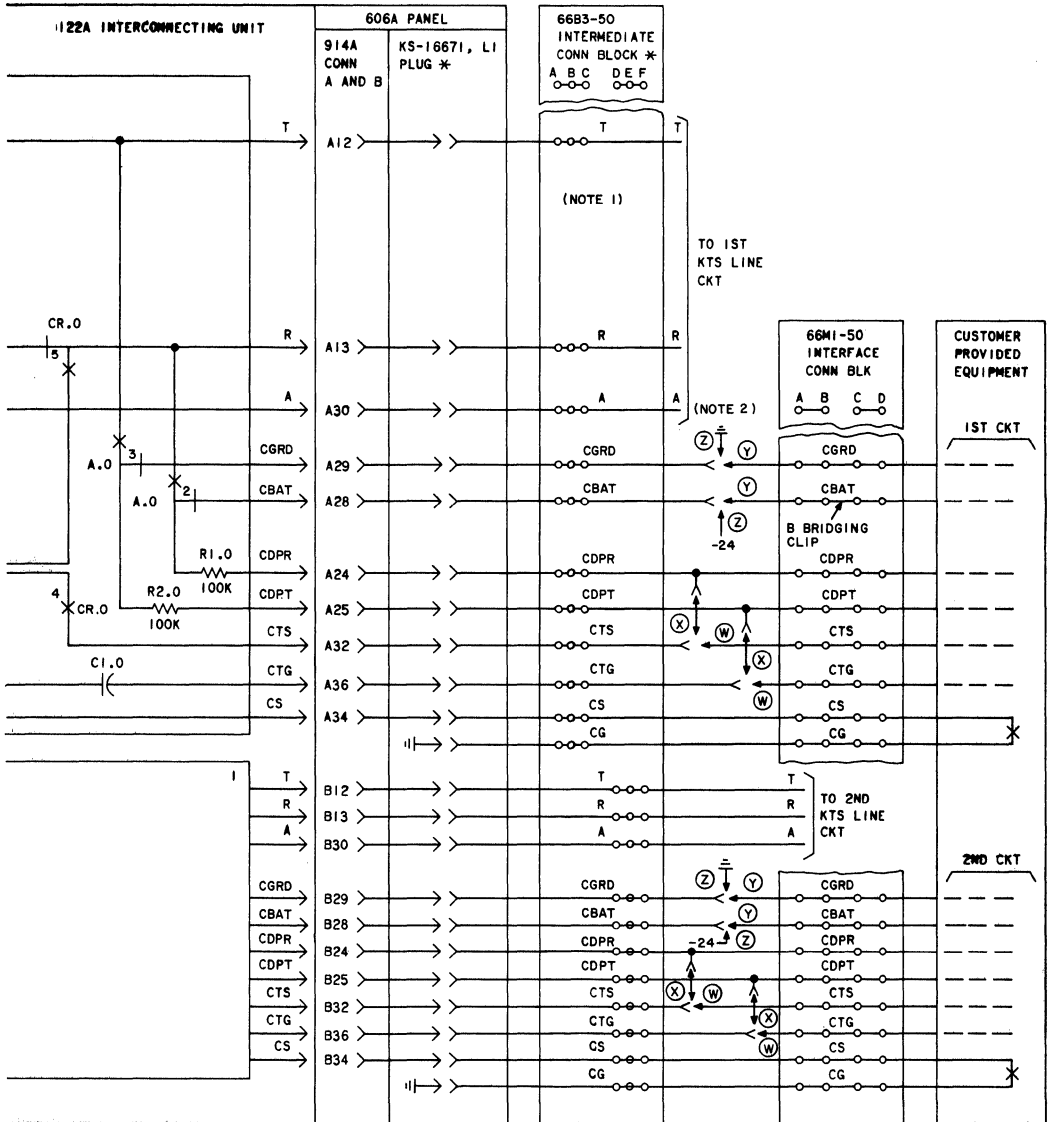 122A INTERCONNECTING UNIT
606A PANEL
914A
CONN
A AND B
KS-16671, L1
PLUG *
66B3-50
INTERMEDIATE
CONN BLOCK *
A B C D E F
T A12 T T
(NOTE 1)
TO 1ST
KTS LINE
CKT
CR.0
5
R A13 R R
66M1-50
INTERFACE
CONN BLK
A B C D
CUSTOMER
PROVIDED
EQUIPMENT
1ST CKT
A A30 A A (NOTE 2)
Z
3 CGRD A29 CGRD Y CGRD
A.0
2 CBAT A28 CBAT Y CBAT
A.0
Z
-24
B BRIDGING
CLIP
R1.0
100K
CDPR A24 CDPR CDPR
4 CR.0
R2.0
100K
CDPT A25 CDPT CDPT
X W
CTS A32 CTS CTS
X
C1.0
CTG A36 CTG CTG
W
CS A34 CS CS
CG CG
1
T B12 T T
R B13 R R
A B30 A A
TO 2ND
KTS LINE
CKT
2ND CKT
Z Y
CGRD B29 CGRD CGRD
Y
CBAT B28 CBAT CBAT
-24 Z
CDPR B24 CDPR CDPR
CDPT B25 CDPT CDPT
X W
CTS B32 CTS CTS
X
CTG B36 CTG CTG
W
CS B34 CS CS
CG CG